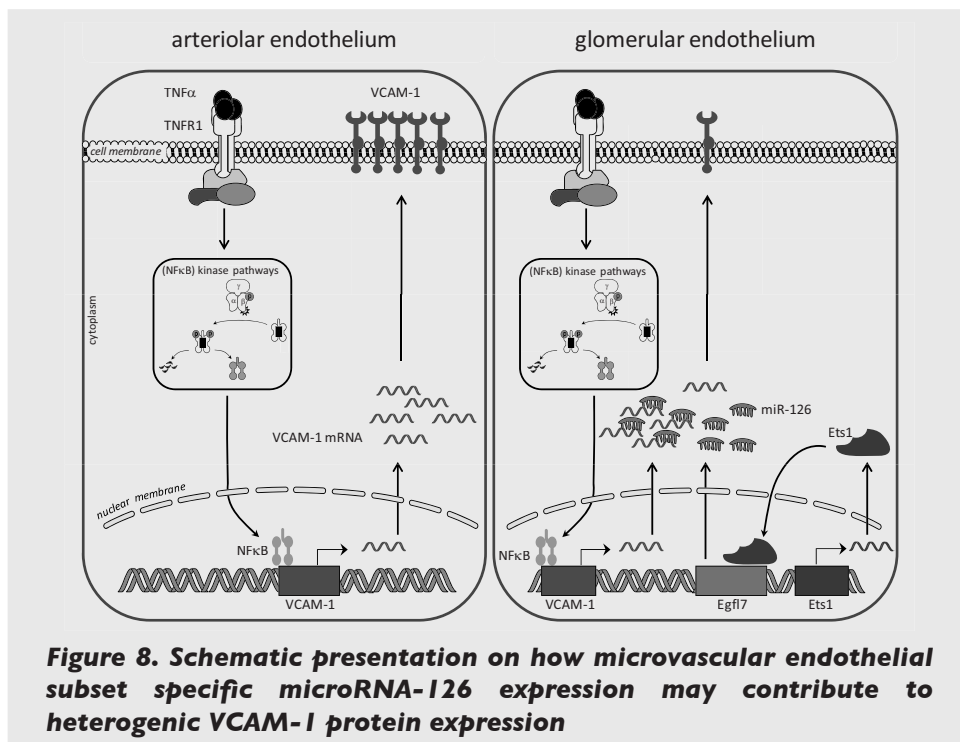 arteriolar endothelium
glomerular endothelium
TNFα
TNFR1
VCAM-1
cell membrane
(NFκB) kinase pathways
γ
α β p
p p
cytoplasm
VCAM-1 mRNA
nuclear membrane
NFκB
VCAM-1
(NFκB) kinase pathways
γ
α β p
p p
miR-126
Ets1
NFκB
VCAM-1
Egfl7
Ets1
Figure 8. Schematic presentation on how microvascular endothelial
subset specific microRNA-126 expression may contribute to
heterogenic VCAM-1 protein expression